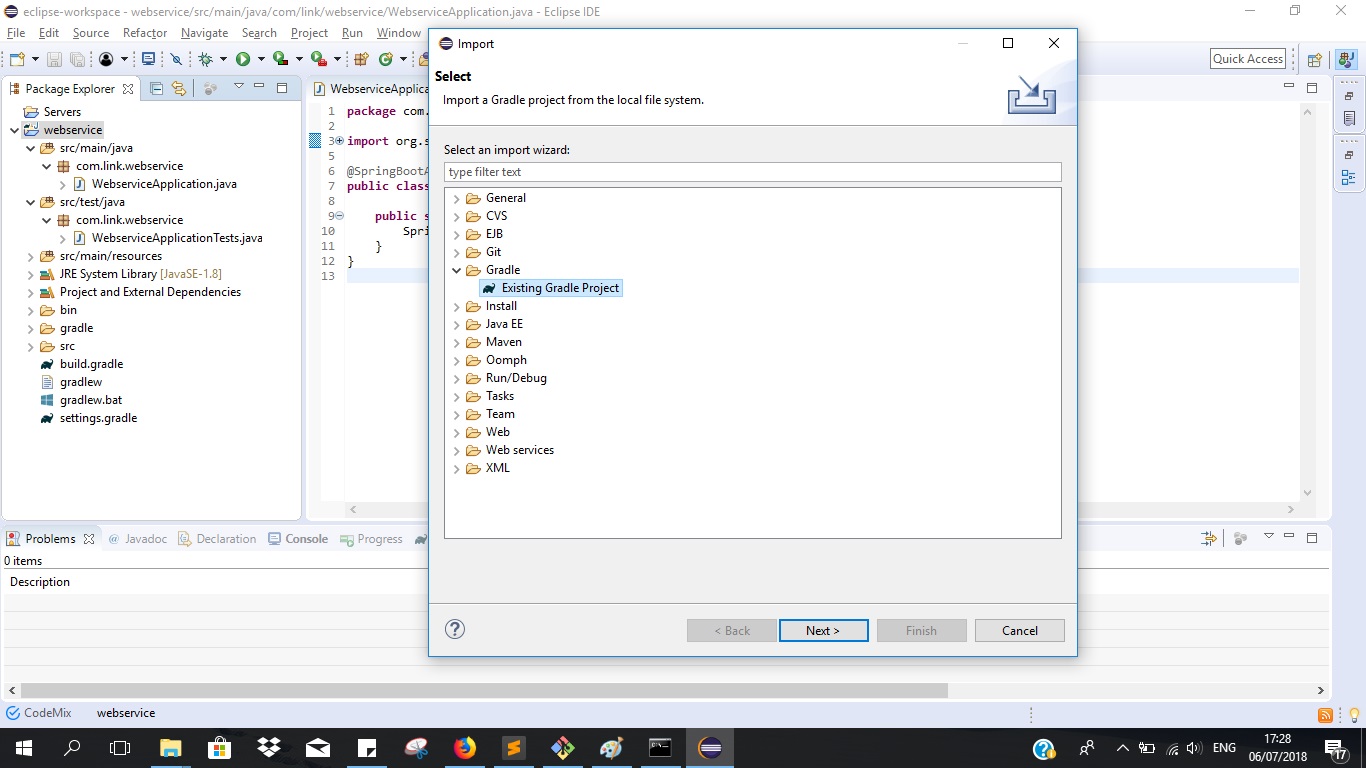 eclipse-workspace - webservice/src/main/java/com/link/webservice/WebserviceApplication.java - Eclipse IDE
File Edit Source Refactor Navigate Search Project Run Window
Quick Access
Package Explorer
Servers
webservice
src/main/java
com.link.webservice
WebserviceApplication.java
src/test/java
com.link.webservice
WebserviceApplicationTests.java
src/main/resources
JRE System Library [JavaSE-1.8]
Project and External Dependencies
bin
gradle
src
build.gradle
gradlew
gradlew.bat
settings.gradle
WebserviceApplica
1 package com.
2
3 import org.s
5
6 @SpringBootA
7 public class
8
9 public s
10 Spri
11 }
12 }
13
Import
Select
Import a Gradle project from the local file system.
Select an import wizard:
type filter text
General
CVS
EJB
Git
Gradle
Existing Gradle Project
Install
Java EE
Maven
Oomph
Run/Debug
Tasks
Team
Web
Web services
XML
< Back Next > Finish Cancel
Problems @ Javadoc Declaration Console Progress
0 items
Description
CodeMix webservice
ENG 17:28
06/07/2018
17